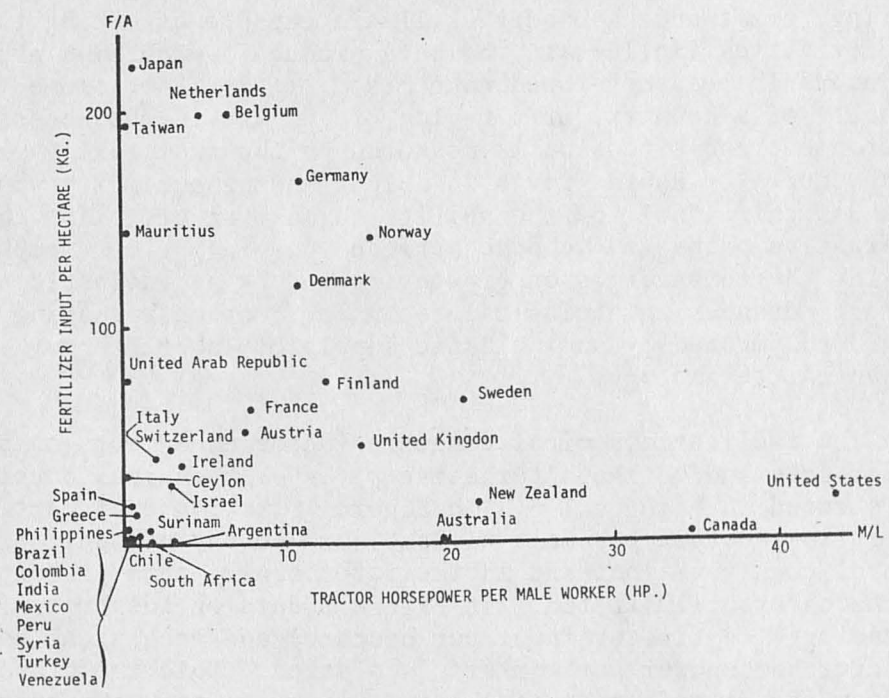 F/A
Japan
Netherlands
Belgium
200
Taiwan
Germany
Mauritius
Norway
Denmark
FERTILIZER INPUT PER HECTARE (KG.)
100
United Arab Republic
Finland
Sweden
France
Italy
Switzerland
Austria
United Kingdon
Ireland
Ceylon
Israel
Spain
New Zealand
United States
Greece
Surinam
Argentina
Australia
Canada
Philippines
M/L
Brazil
Chile
10
20
30
40
Colombia
South Africa
India
TRACTOR HORSEPOWER PER MALE WORKER (HP.)
Mexico
Peru
Syria
Turkey
Venezuela